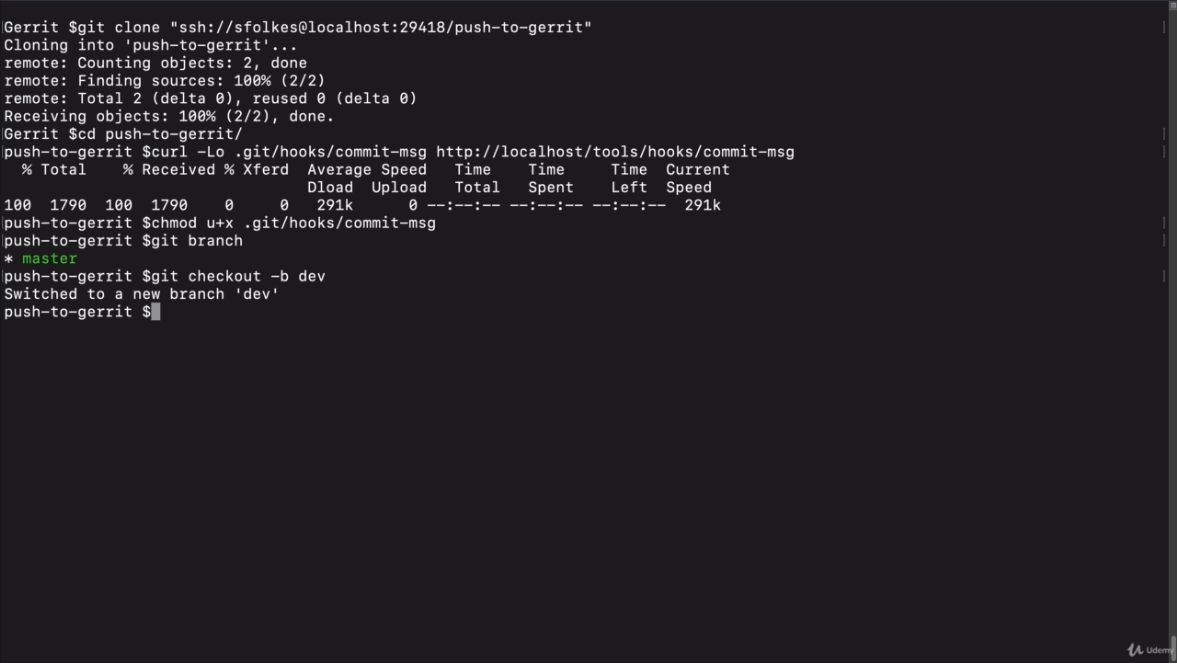 Gerrit $git clone "ssh://sfolkes@localhost:29418/push-to-gerrit"
Cloning into 'push-to-gerrit'...
remote: Counting objects: 2, done
remote: Finding sources: 100% (2/2)
remote: Total 2 (delta 0), reused 0 (delta 0)
Receiving objects: 100% (2/2), done.
Gerrit $cd push-to-gerrit/
push-to-gerrit $curl -Lo .git/hooks/commit-msg http://localhost/tools/hooks/commit-msg
  % Total    % Received % Xferd  Average Speed   Time    Time     Time  Current
                                 Dload  Upload   Total   Spent    Left  Speed
100  1790  100  1790    0     0   291k      0 --:--:-- --:--:-- --:--:--  291k
push-to-gerrit $chmod u+x .git/hooks/commit-msg
push-to-gerrit $git branch
* master
push-to-gerrit $git checkout -b dev
Switched to a new branch 'dev'
push-to-gerrit $
Udemy